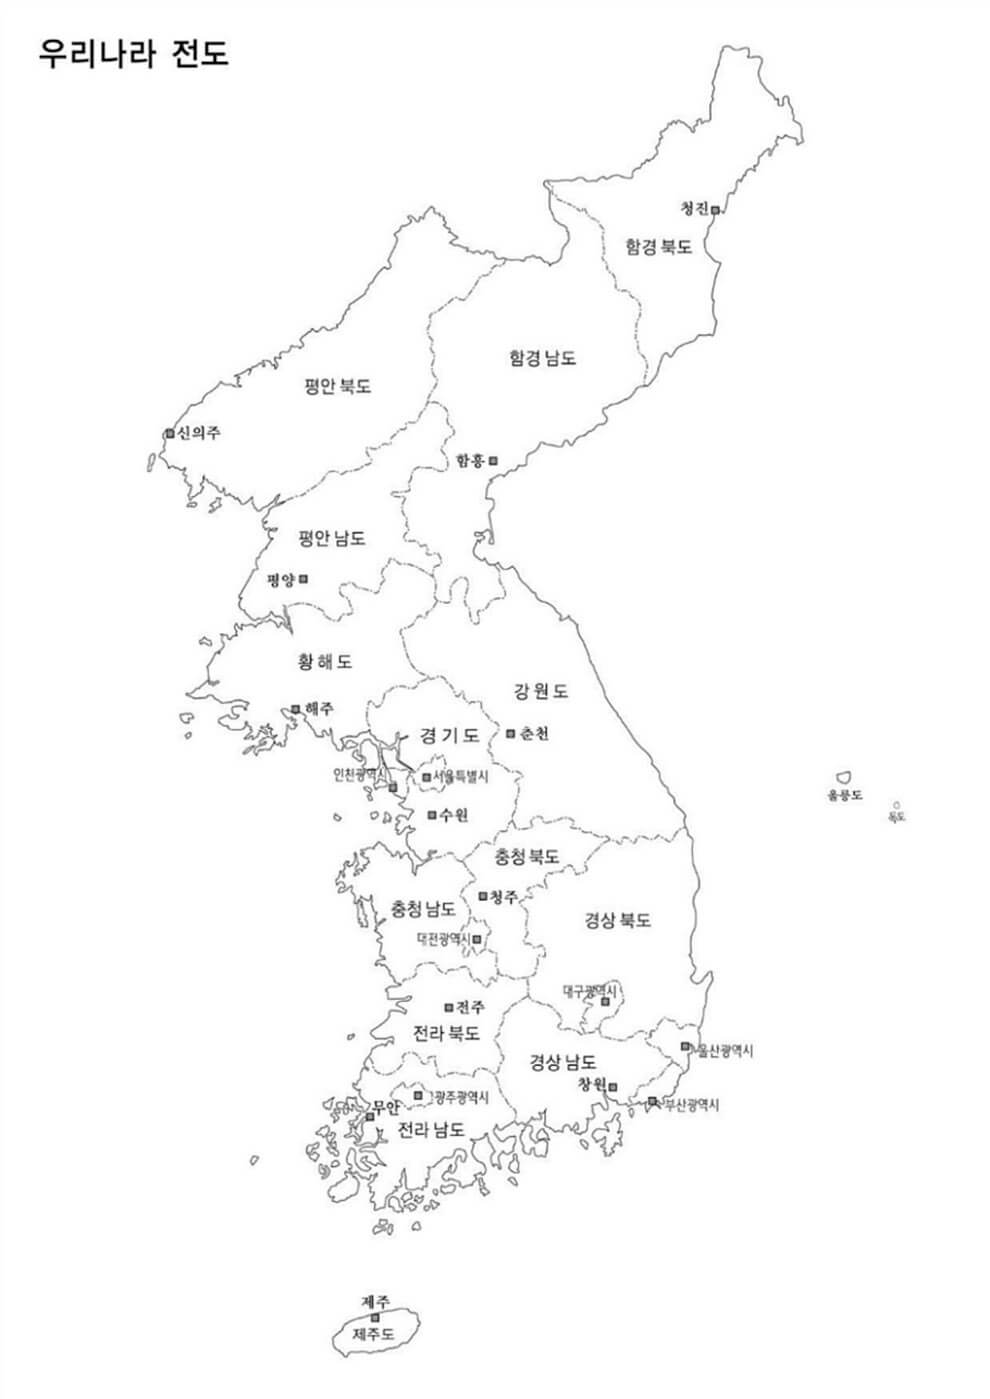 우리나라 전도
청진
함경 북도
함경 남도
평안 북도
신의주
함흥
평안 남도
평양
황 해 도
강 원 도
해주
경 기 도
춘천
인천광역시
서울특별시
울릉도
독도
수원
충청 북도
청주
충청 남도
경상 북도
대전광역시
대구광역시
전주
전라 북도
울산광역시
경상 남도
창원
광주광역시
부산광역시
무안
전라 남도
제주
제주도